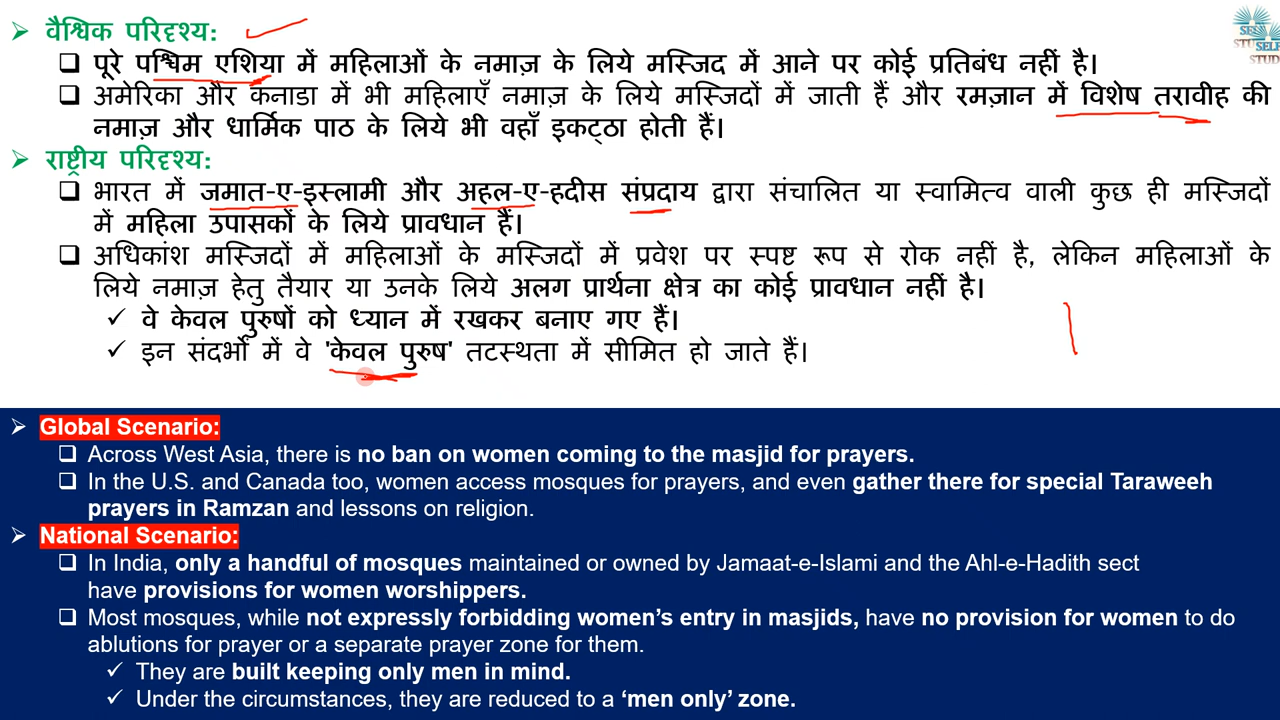 ➢ वैश्विक परिदृश्य:
❑ पूरे पश्चिम एशिया में महिलाओं के नमाज़ के लिये मस्जिद में आने पर कोई प्रतिबंध नहीं है।
❑ अमेरिका और कनाडा में भी महिलाएँ नमाज़ के लिये मस्जिदों में जाती हैं और रमज़ान में विशेष तरावीह की
नमाज़ और धार्मिक पाठ के लिये भी वहाँ इकट्ठा होती हैं।
➢ राष्ट्रीय परिदृश्य:
❑ भारत में जमात-ए-इस्लामी और अहल-ए-हदीस संप्रदाय द्वारा संचालित या स्वामित्व वाली कुछ ही मस्जिदों
में महिला उपासकों के लिये प्रावधान हैं।
❑ अधिकांश मस्जिदों में महिलाओं के मस्जिदों में प्रवेश पर स्पष्ट रूप से रोक नहीं है, लेकिन महिलाओं के
लिये नमाज़ हेतु तैयार या उनके लिये अलग प्रार्थना क्षेत्र का कोई प्रावधान नहीं है।
✓ वे केवल पुरुषों को ध्यान में रखकर बनाए गए हैं।
✓ इन संदर्भों में वे 'केवल पुरुष' तटस्थता में सीमित हो जाते हैं।
➢ Global Scenario:
❑ Across West Asia, there is no ban on women coming to the masjid for prayers.
❑ In the U.S. and Canada too, women access mosques for prayers, and even gather there for special Taraweeh
prayers in Ramzan and lessons on religion.
➢ National Scenario:
❑ In India, only a handful of mosques maintained or owned by Jamaat-e-Islami and the Ahl-e-Hadith sect
have provisions for women worshippers.
❑ Most mosques, while not expressly forbidding women’s entry in masjids, have no provision for women to do
ablutions for prayer or a separate prayer zone for them.
✓ They are built keeping only men in mind.
✓ Under the circumstances, they are reduced to a ‘men only’ zone.